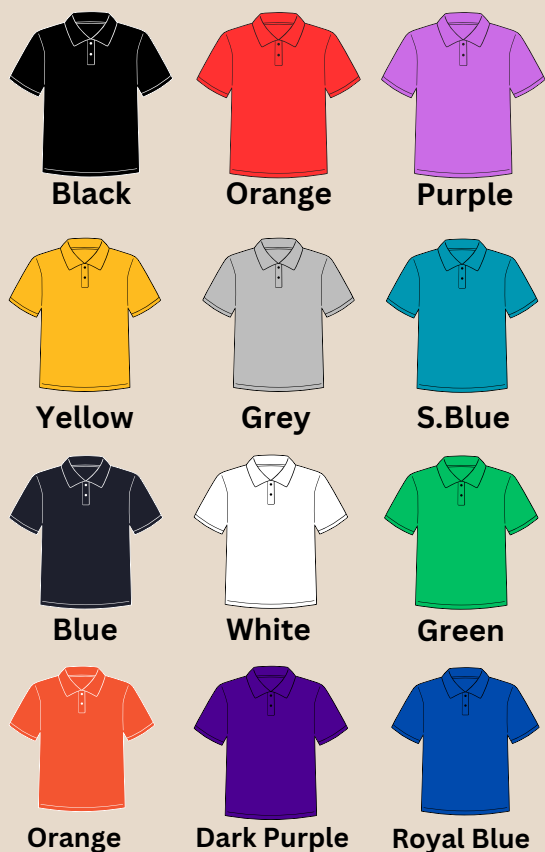 Black
Orange
Purple
Yellow
Grey
S.Blue
Blue
White
Green
Orange
Dark Purple
Royal Blue